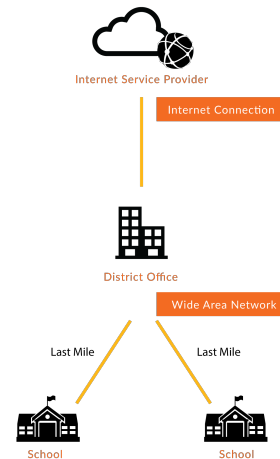 Internet Service Provider
Internet Connection
District Office
Wide Area Network
Last Mile
Last Mile
School
School